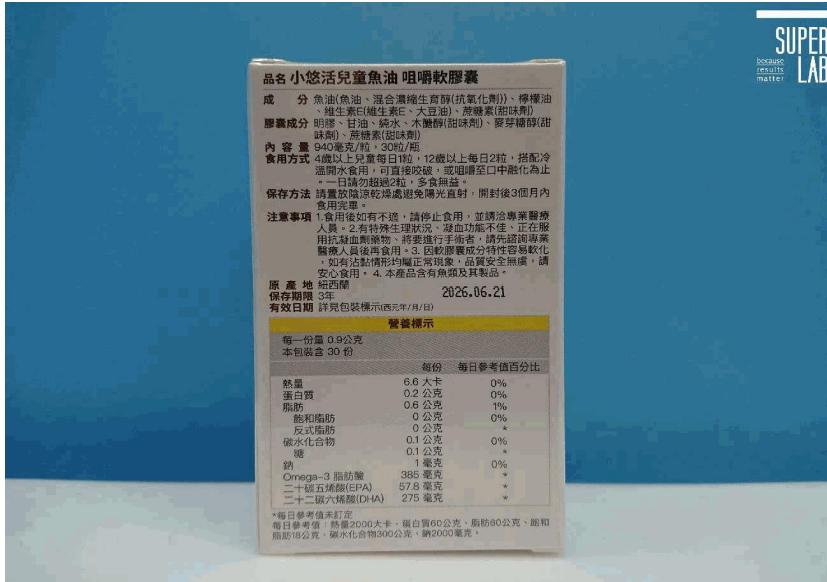 SUPER
LAB
because
results
matter
品名 小悠活兒童魚油 咀嚼軟膠囊
成分 魚油(魚油、混合濃縮生育醇(抗氧化劑))、檸檬油
、維生素E(維生素E、大豆油)、蔗糖素(甜味劑)
膠囊成分 明膠、甘油、純水、木醣醇(甜味劑)、麥芽糖醇(甜
味劑)、蔗糖素(甜味劑)
內容量 940毫克/粒，30粒/瓶
食用方式 4歲以上兒童每日1粒，12歲以上每日2粒，搭配冷
溫開水食用，可直接咬破，或咀嚼至口中融化為止
。一日請勿超過2粒，多食無益。
保存方法 請置放陰涼乾燥處避免陽光直射，開封後3個月內
食用完畢。
注意事項 1.食用後如有不適，請停止食用，並請洽專業醫療
人員。2.有特殊生理狀況、凝血功能不佳、正在服
用抗凝血劑藥物、將要進行手術者，請先諮詢專業
醫療人員後再食用。3.因軟膠囊成分特性容易軟化
，如有沾黏情形均屬正常現象，品質安全無虞，請
安心食用。4.本產品含有魚類及其製品。
原產地 紐西蘭
保存期限 3年
2026.06.21
有效日期 詳見包裝標示(西元年/月/日)
營養標示
每一份量 0.9公克
本包裝含 30 份
每份 每日參考值百分比
熱量 6.6 大卡 0%
蛋白質 0.2 公克 0%
脂肪 0.6 公克 1%
飽和脂肪 0 公克 0%
反式脂肪 0 公克 *
碳水化合物 0.1 公克 0%
糖 0.1 公克 *
鈉 1 毫克 0%
Omega-3 脂肪酸 385 毫克 *
二十碳五烯酸(EPA) 57.8 毫克 *
二十二碳六烯酸(DHA) 275 毫克 *
*每日參考值未訂定
每日參考值：熱量2000大卡、蛋白質60公克、脂肪60公克、飽和
脂肪18公克、碳水化合物300公克、鈉2000毫克。